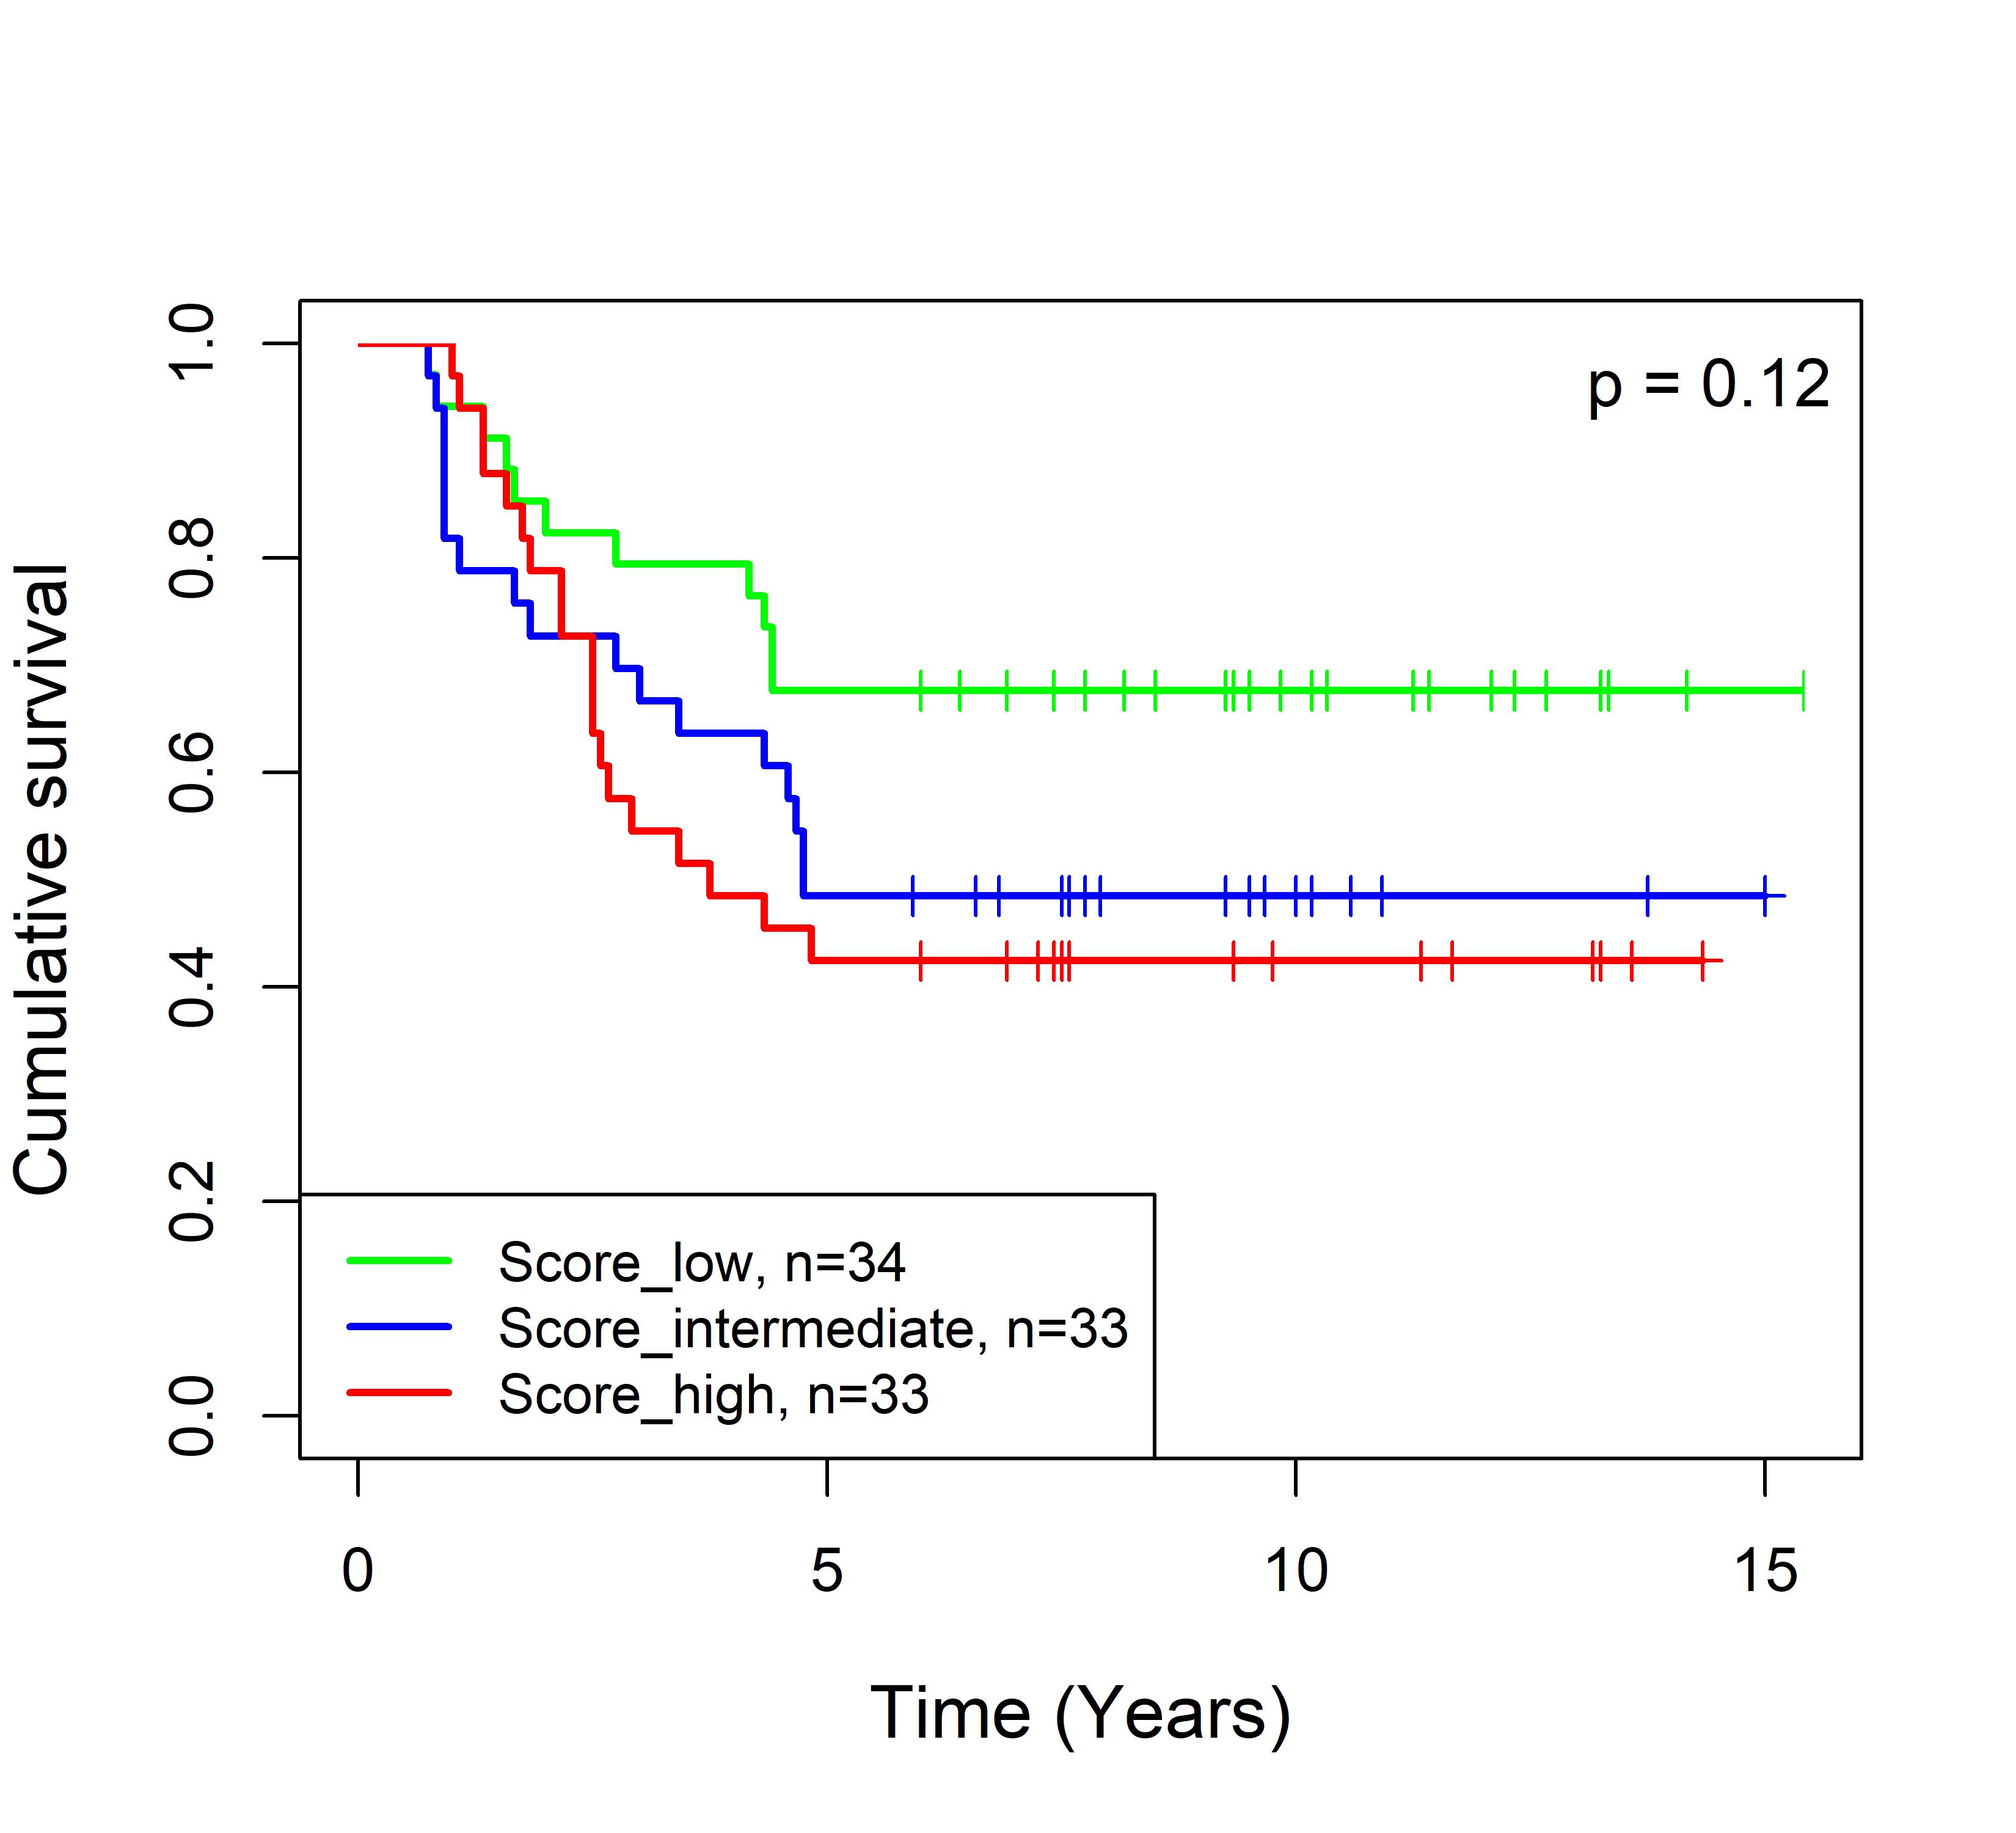 Cumulative survival
1.0
0.8
0.6
0.4
0.2
0.0
p = 0.12
Score_low, n=34
Score_intermediate, n=33
Score_high, n=33
0 5 10 15
Time (Years)